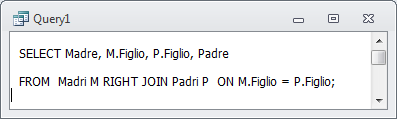 Query1
SELECT Madre, M.Figlio, P.Figlio, Padre
FROM  Madri M RIGHT JOIN Padri P  ON M.Figlio = P.Figlio;